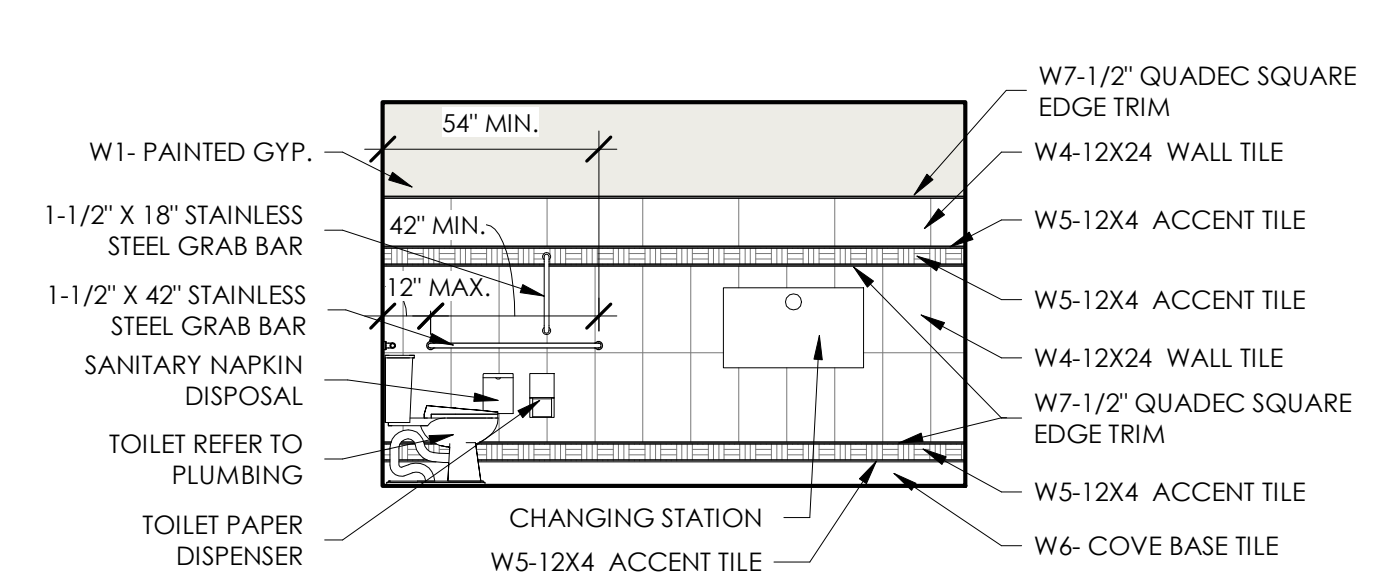 W1- PAINTED GYP.
1-1/2" X 18" STAINLESS
STEEL GRAB BAR
1-1/2" X 42" STAINLESS
STEEL GRAB BAR
SANITARY NAPKIN
DISPOSAL
TOILET REFER TO
PLUMBING
TOILET PAPER
DISPENSER
54" MIN.
42" MIN.
12" MAX.
CHANGING STATION
W5-12X4 ACCENT TILE
W7-1/2" QUADEC SQUARE
EDGE TRIM
W4-12X24 WALL TILE
W5-12X4 ACCENT TILE
W5-12X4 ACCENT TILE
W4-12X24 WALL TILE
W7-1/2" QUADEC SQUARE
EDGE TRIM
W5-12X4 ACCENT TILE
W6- COVE BASE TILE